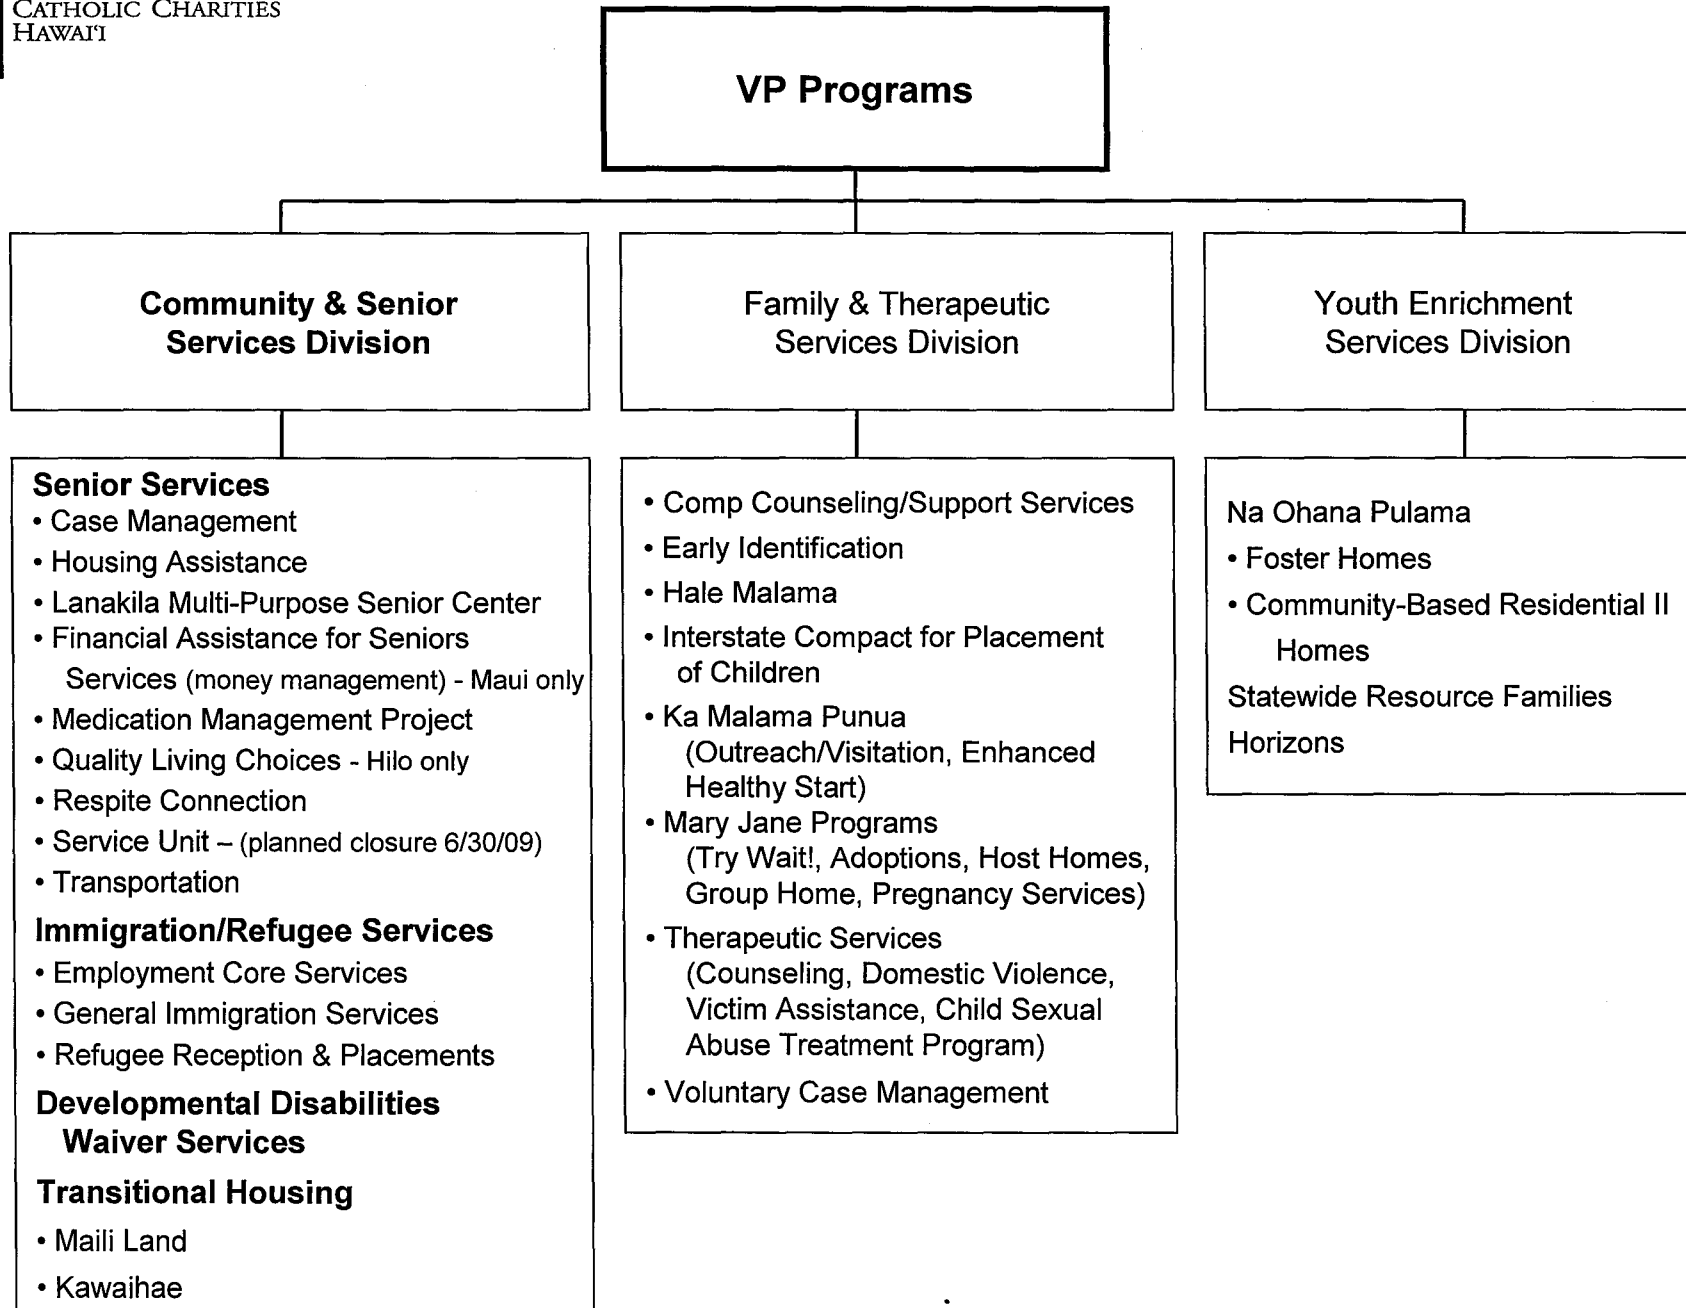 CATHOLIC CHARITIES
HAWAI'I
VP Programs
Community & Senior
Services Division
Senior Services
• Case Management
• Housing Assistance
• Lanakila Multi-Purpose Senior Center
• Financial Assistance for Seniors
Services (money management) - Maui only
• Medication Management Project
• Quality Living Choices - Hilo only
• Respite Connection
• Service Unit – (planned closure 6/30/09)
• Transportation
Immigration/Refugee Services
• Employment Core Services
• General Immigration Services
• Refugee Reception & Placements
Developmental Disabilities
Waiver Services
Transitional Housing
• Maili Land
• Kawaihae
Family & Therapeutic
Services Division
• Comp Counseling/Support Services
• Early Identification
• Hale Malama
• Interstate Compact for Placement
of Children
• Ka Malama Punua
(Outreach/Visitation, Enhanced
Healthy Start)
• Mary Jane Programs
(Try Wait!, Adoptions, Host Homes,
Group Home, Pregnancy Services)
• Therapeutic Services
(Counseling, Domestic Violence,
Victim Assistance, Child Sexual
Abuse Treatment Program)
• Voluntary Case Management
Youth Enrichment
Services Division
Na Ohana Pulama
• Foster Homes
• Community-Based Residential II
Homes
Statewide Resource Families
Horizons